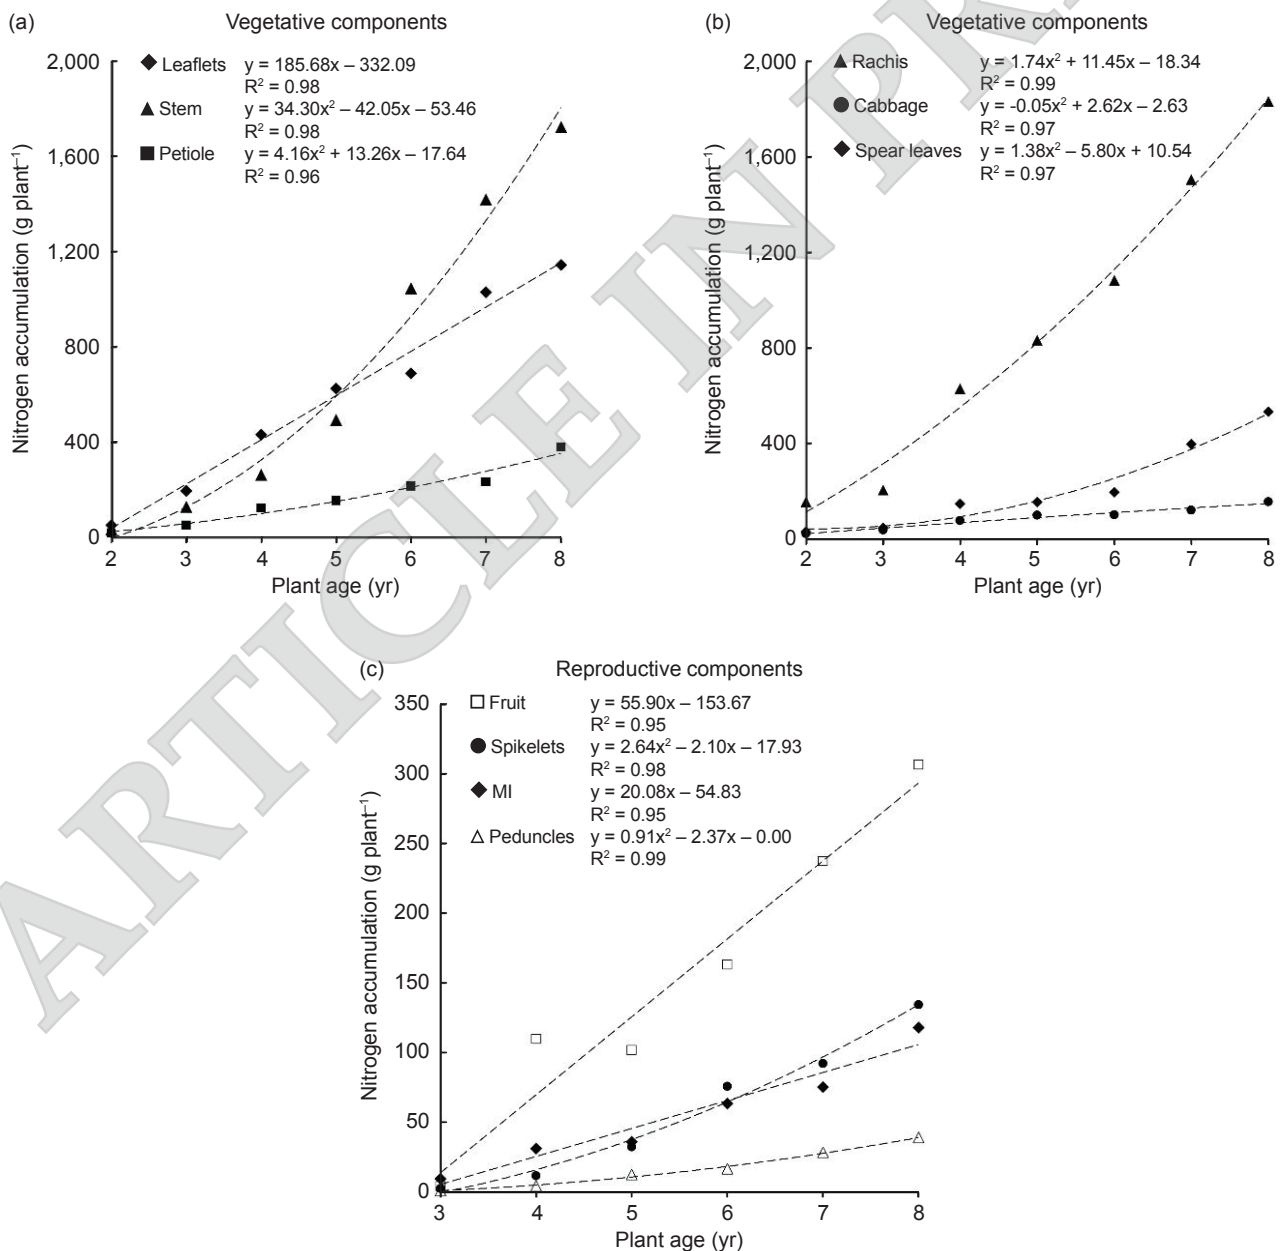 (a) Vegetative components
2,000
1,600
1,200
800
400
0
Nitrogen accumulation (g plant⁻¹)
Leaflets y = 185.68x – 332.09
R² = 0.98
Stem y = 34.30x² – 42.05x – 53.46
R² = 0.98
Petiole y = 4.16x² + 13.26x – 17.64
R² = 0.96
2 3 4 5 6 7 8
Plant age (yr)
(b) Vegetative components
2,000
1,600
1,200
800
400
0
Nitrogen accumulation (g plant⁻¹)
Rachis y = 1.74x² + 11.45x – 18.34
R² = 0.99
Cabbage y = -0.05x² + 2.62x – 2.63
R² = 0.97
Spear leaves y = 1.38x² – 5.80x + 10.54
R² = 0.97
2 3 4 5 6 7 8
Plant age (yr)
(c) Reproductive components
350
300
250
200
150
100
50
0
Nitrogen accumulation (g plant⁻¹)
Fruit y = 55.90x – 153.67
R² = 0.95
Spikelets y = 2.64x² – 2.10x – 17.93
R² = 0.98
MI y = 20.08x – 54.83
R² = 0.95
Peduncles y = 0.91x² – 2.37x – 0.00
R² = 0.99
3 4 5 6 7 8
Plant age (yr)
ARTICLE IN PR